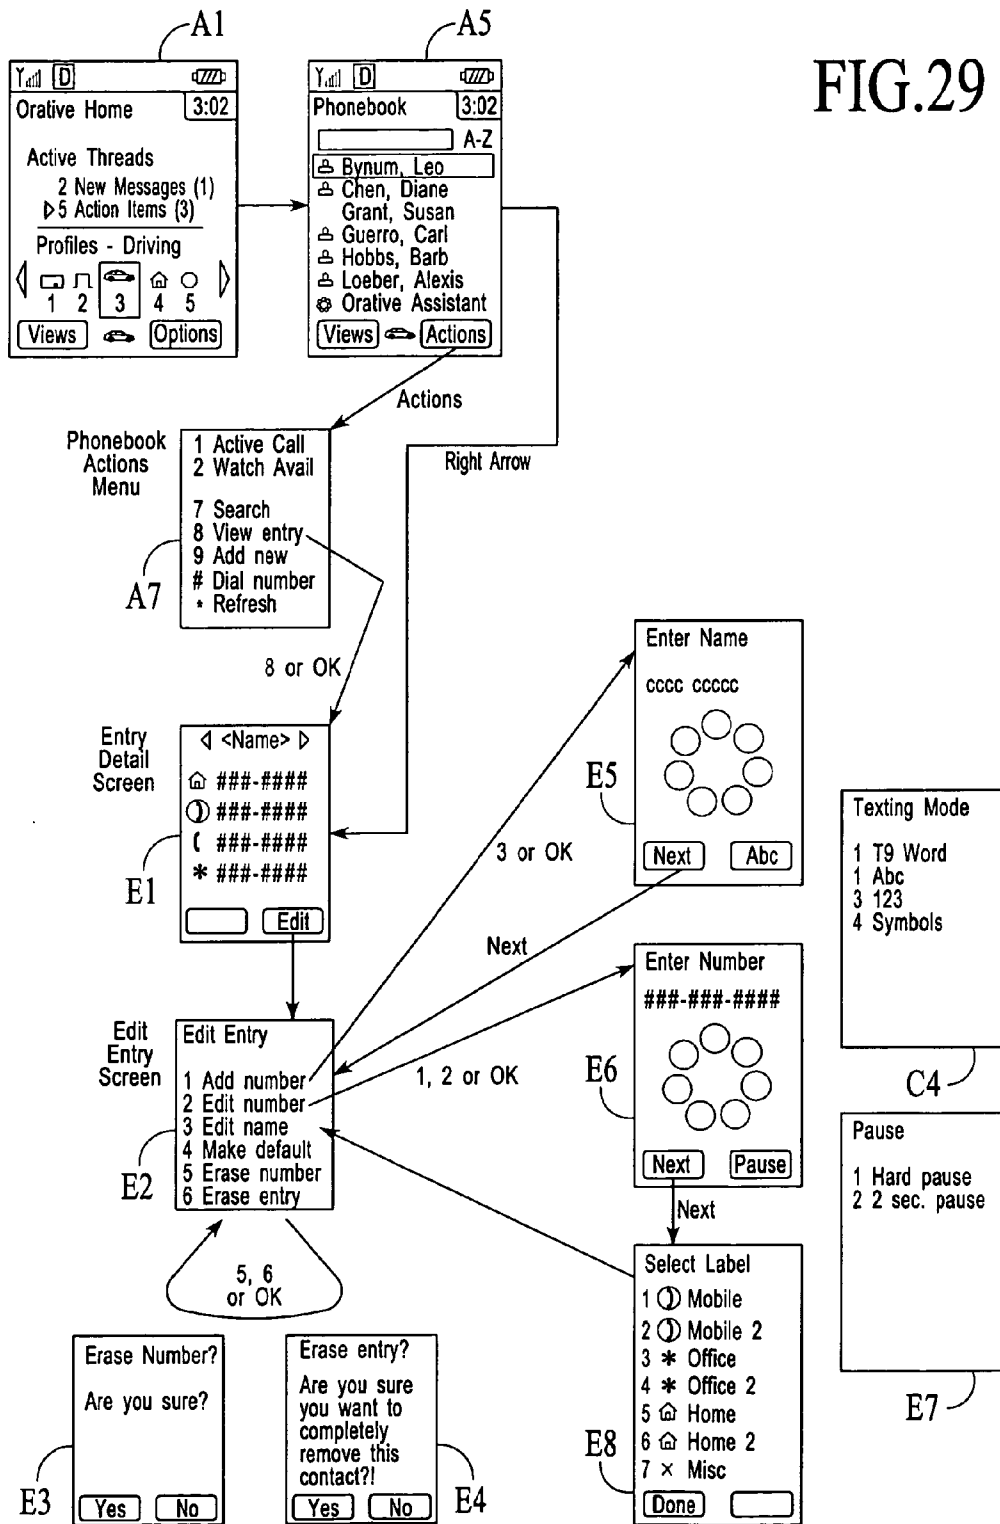 FIG.29
A1
D
Orative Home
3:02
Active Threads
2 New Messages (1)
5 Action Items (3)
Profiles - Driving
1 2 3 4 5
Views
Options
A5
D
Phonebook
3:02
A-Z
Bynum, Leo
Chen, Diane
Grant, Susan
Guerro, Carl
Hobbs, Barb
Loeber, Alexis
Orative Assistant
Views
Actions
Actions
Right Arrow
Phonebook
Actions
Menu
A7
1 Active Call
2 Watch Avail
7 Search
8 View entry
9 Add new
# Dial number
* Refresh
8 or OK
Entry
Detail
Screen
E1
<Name>
###-####
###-####
###-####
* ###-####
Edit
Edit
Entry
Screen
E2
Edit Entry
1 Add number
2 Edit number
3 Edit name
4 Make default
5 Erase number
6 Erase entry
5, 6
or OK
3 or OK
Next
1, 2 or OK
E5
Enter Name
cccc ccccc
Next
Abc
E6
Enter Number
###-###-####
Next
Pause
Next
Texting Mode
1 T9 Word
1 Abc
3 123
4 Symbols
C4
Pause
1 Hard pause
2 2 sec. pause
E7
Select Label
1 Mobile
2 Mobile 2
3 * Office
4 * Office 2
5 Home
6 Home 2
7 × Misc
Done
E8
Erase Number?
Are you sure?
Yes
No
E3
Erase entry?
Are you sure
you want to
completely
remove this
contact?!
Yes
No
E4